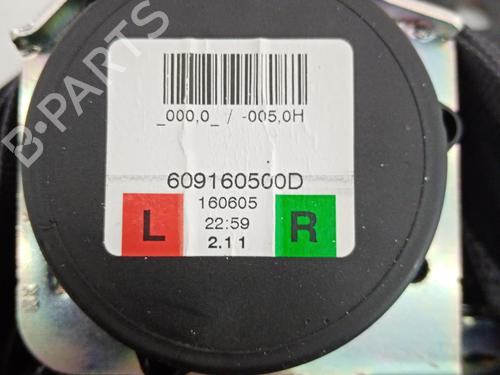 B-PARTS
_000,0_ / -005,0H
609160500D
160605
L
22:59
R
2.11